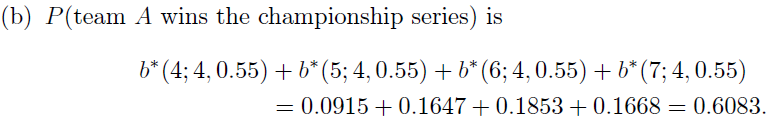 (b) P(team A wins the championship series) is
b*(4; 4, 0.55) + b*(5; 4, 0.55) + b*(6; 4, 0.55) + b*(7; 4, 0.55)
= 0.0915 + 0.1647 + 0.1853 + 0.1668 = 0.6083.